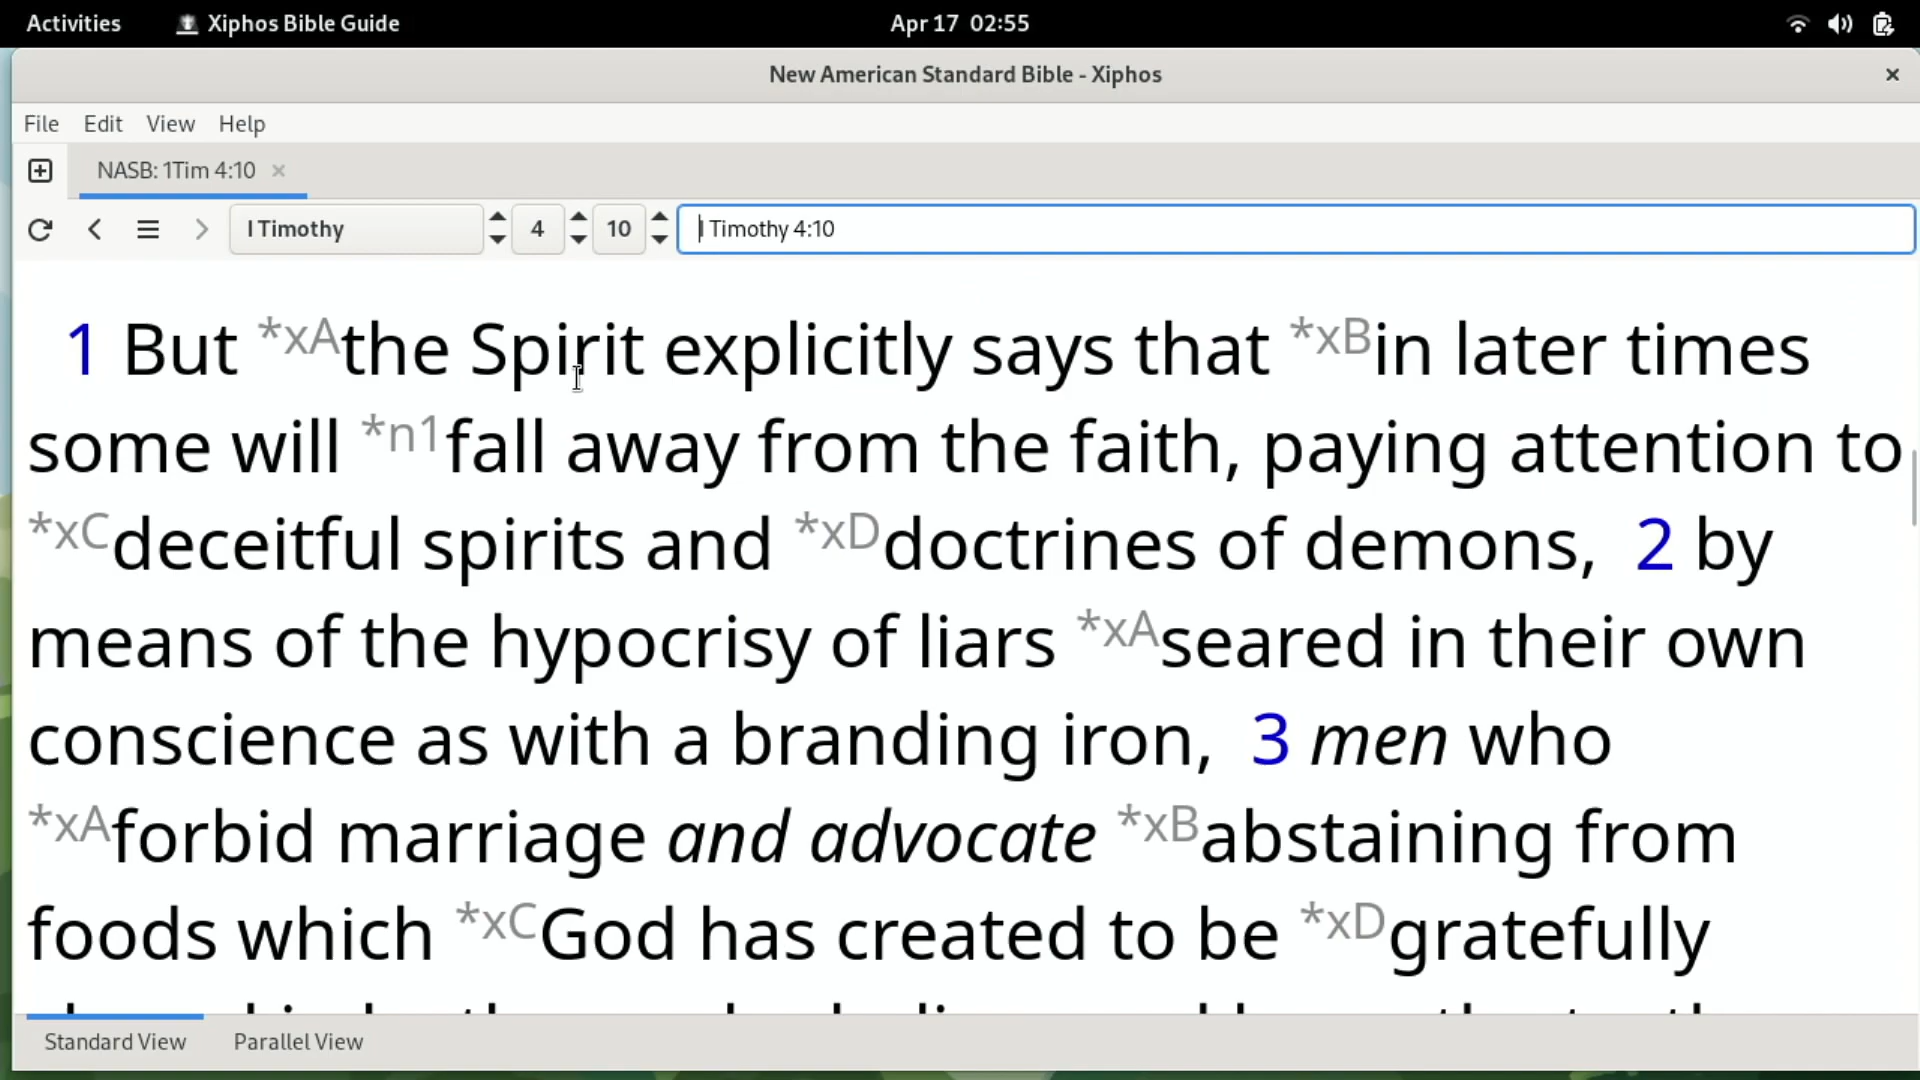 Activities Xiphos Bible Guide Apr 17 02:55
New American Standard Bible - Xiphos ×
File Edit View Help
NASB: 1Tim 4:10 ×
I Timothy 4 10 I Timothy 4:10
1 But *xAthe Spirit explicitly says that *xBin later times
some will *n1fall away from the faith, paying attention to
*xCdeceitful spirits and *xDdoctrines of demons, 2 by
means of the hypocrisy of liars *xAseared in their own
conscience as with a branding iron, 3 men who
*xAforbid marriage and advocate *xBabstaining from
foods which *xCGod has created to be *xDgratefully
Standard View Parallel View